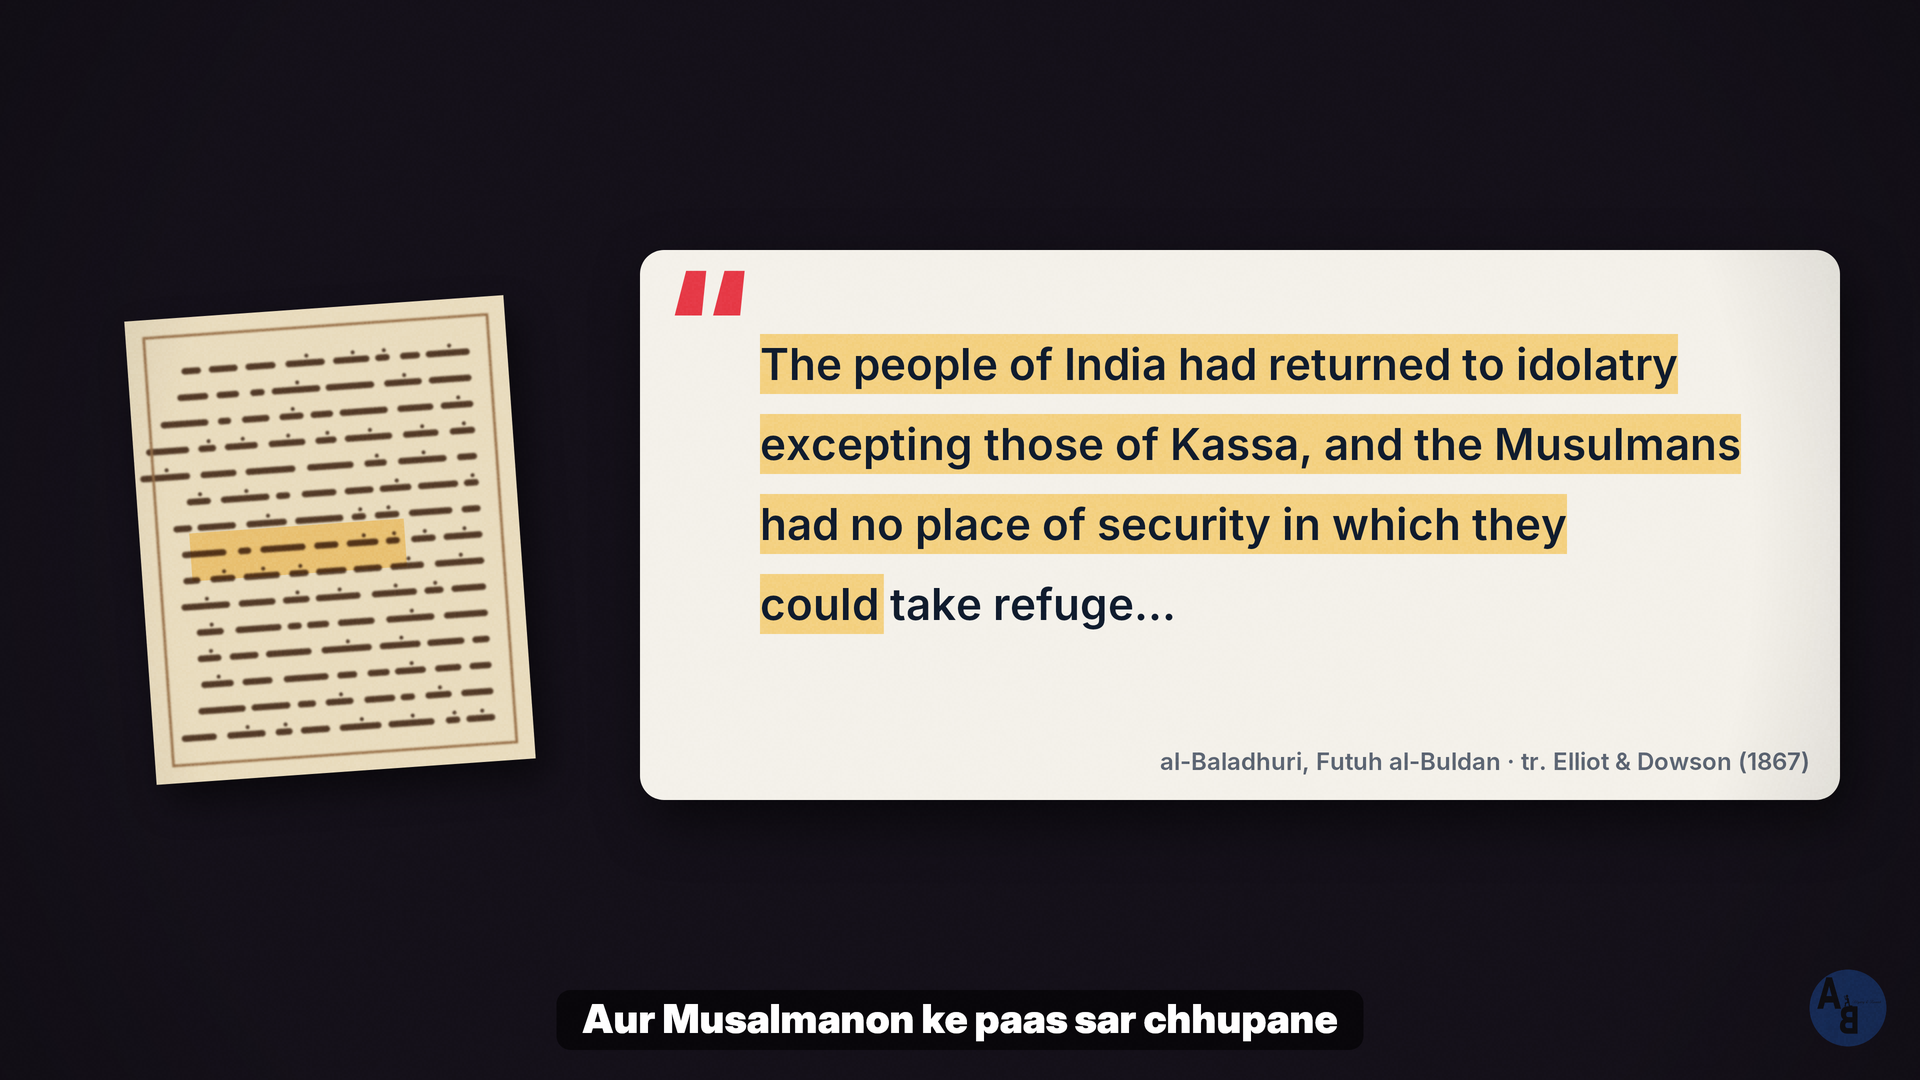 The people of India had returned to idolatry
excepting those of Kassa, and the Musulmans
had no place of security in which they
could take refuge...
al-Baladhuri, Futuh al-Buldan · tr. Elliot & Dowson (1867)
Aur Musalmanon ke paas sar chhupane
A
B